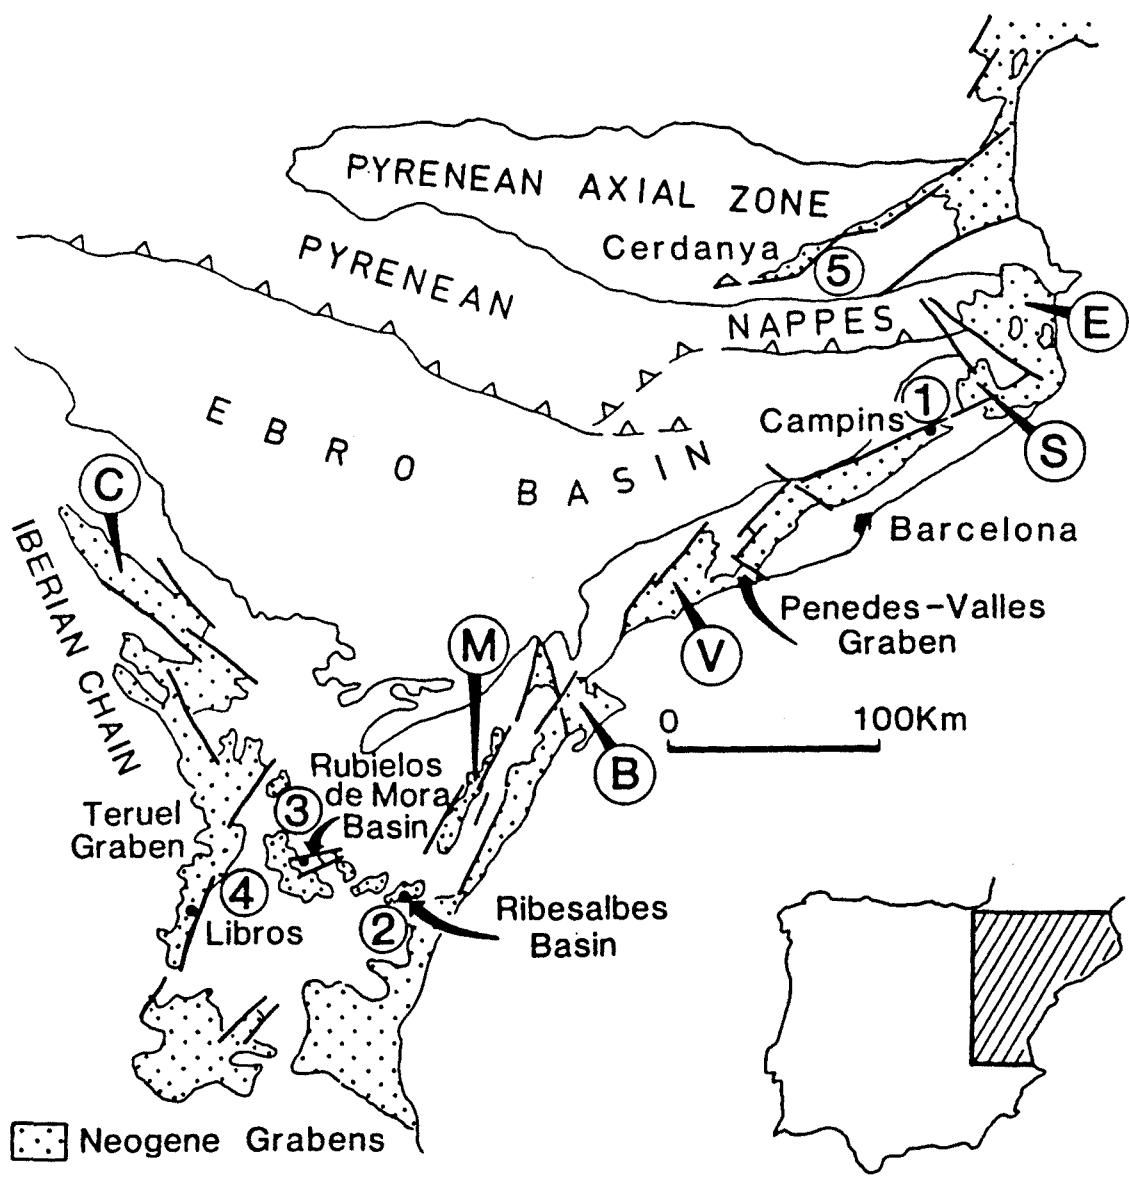 PYRENEAN AXIAL ZONE
Cerdanya
5
PYRENEAN
NAPPES
E
1
Campins
S
EBRO BASIN
C
Barcelona
IBERIAN CHAIN
Penedes-Valles
Graben
V
M
0 100Km
B
Rubielos
de Mora
Basin
3
Teruel
Graben
4
Libros
2
Ribesalbes
Basin
Neogene Grabens